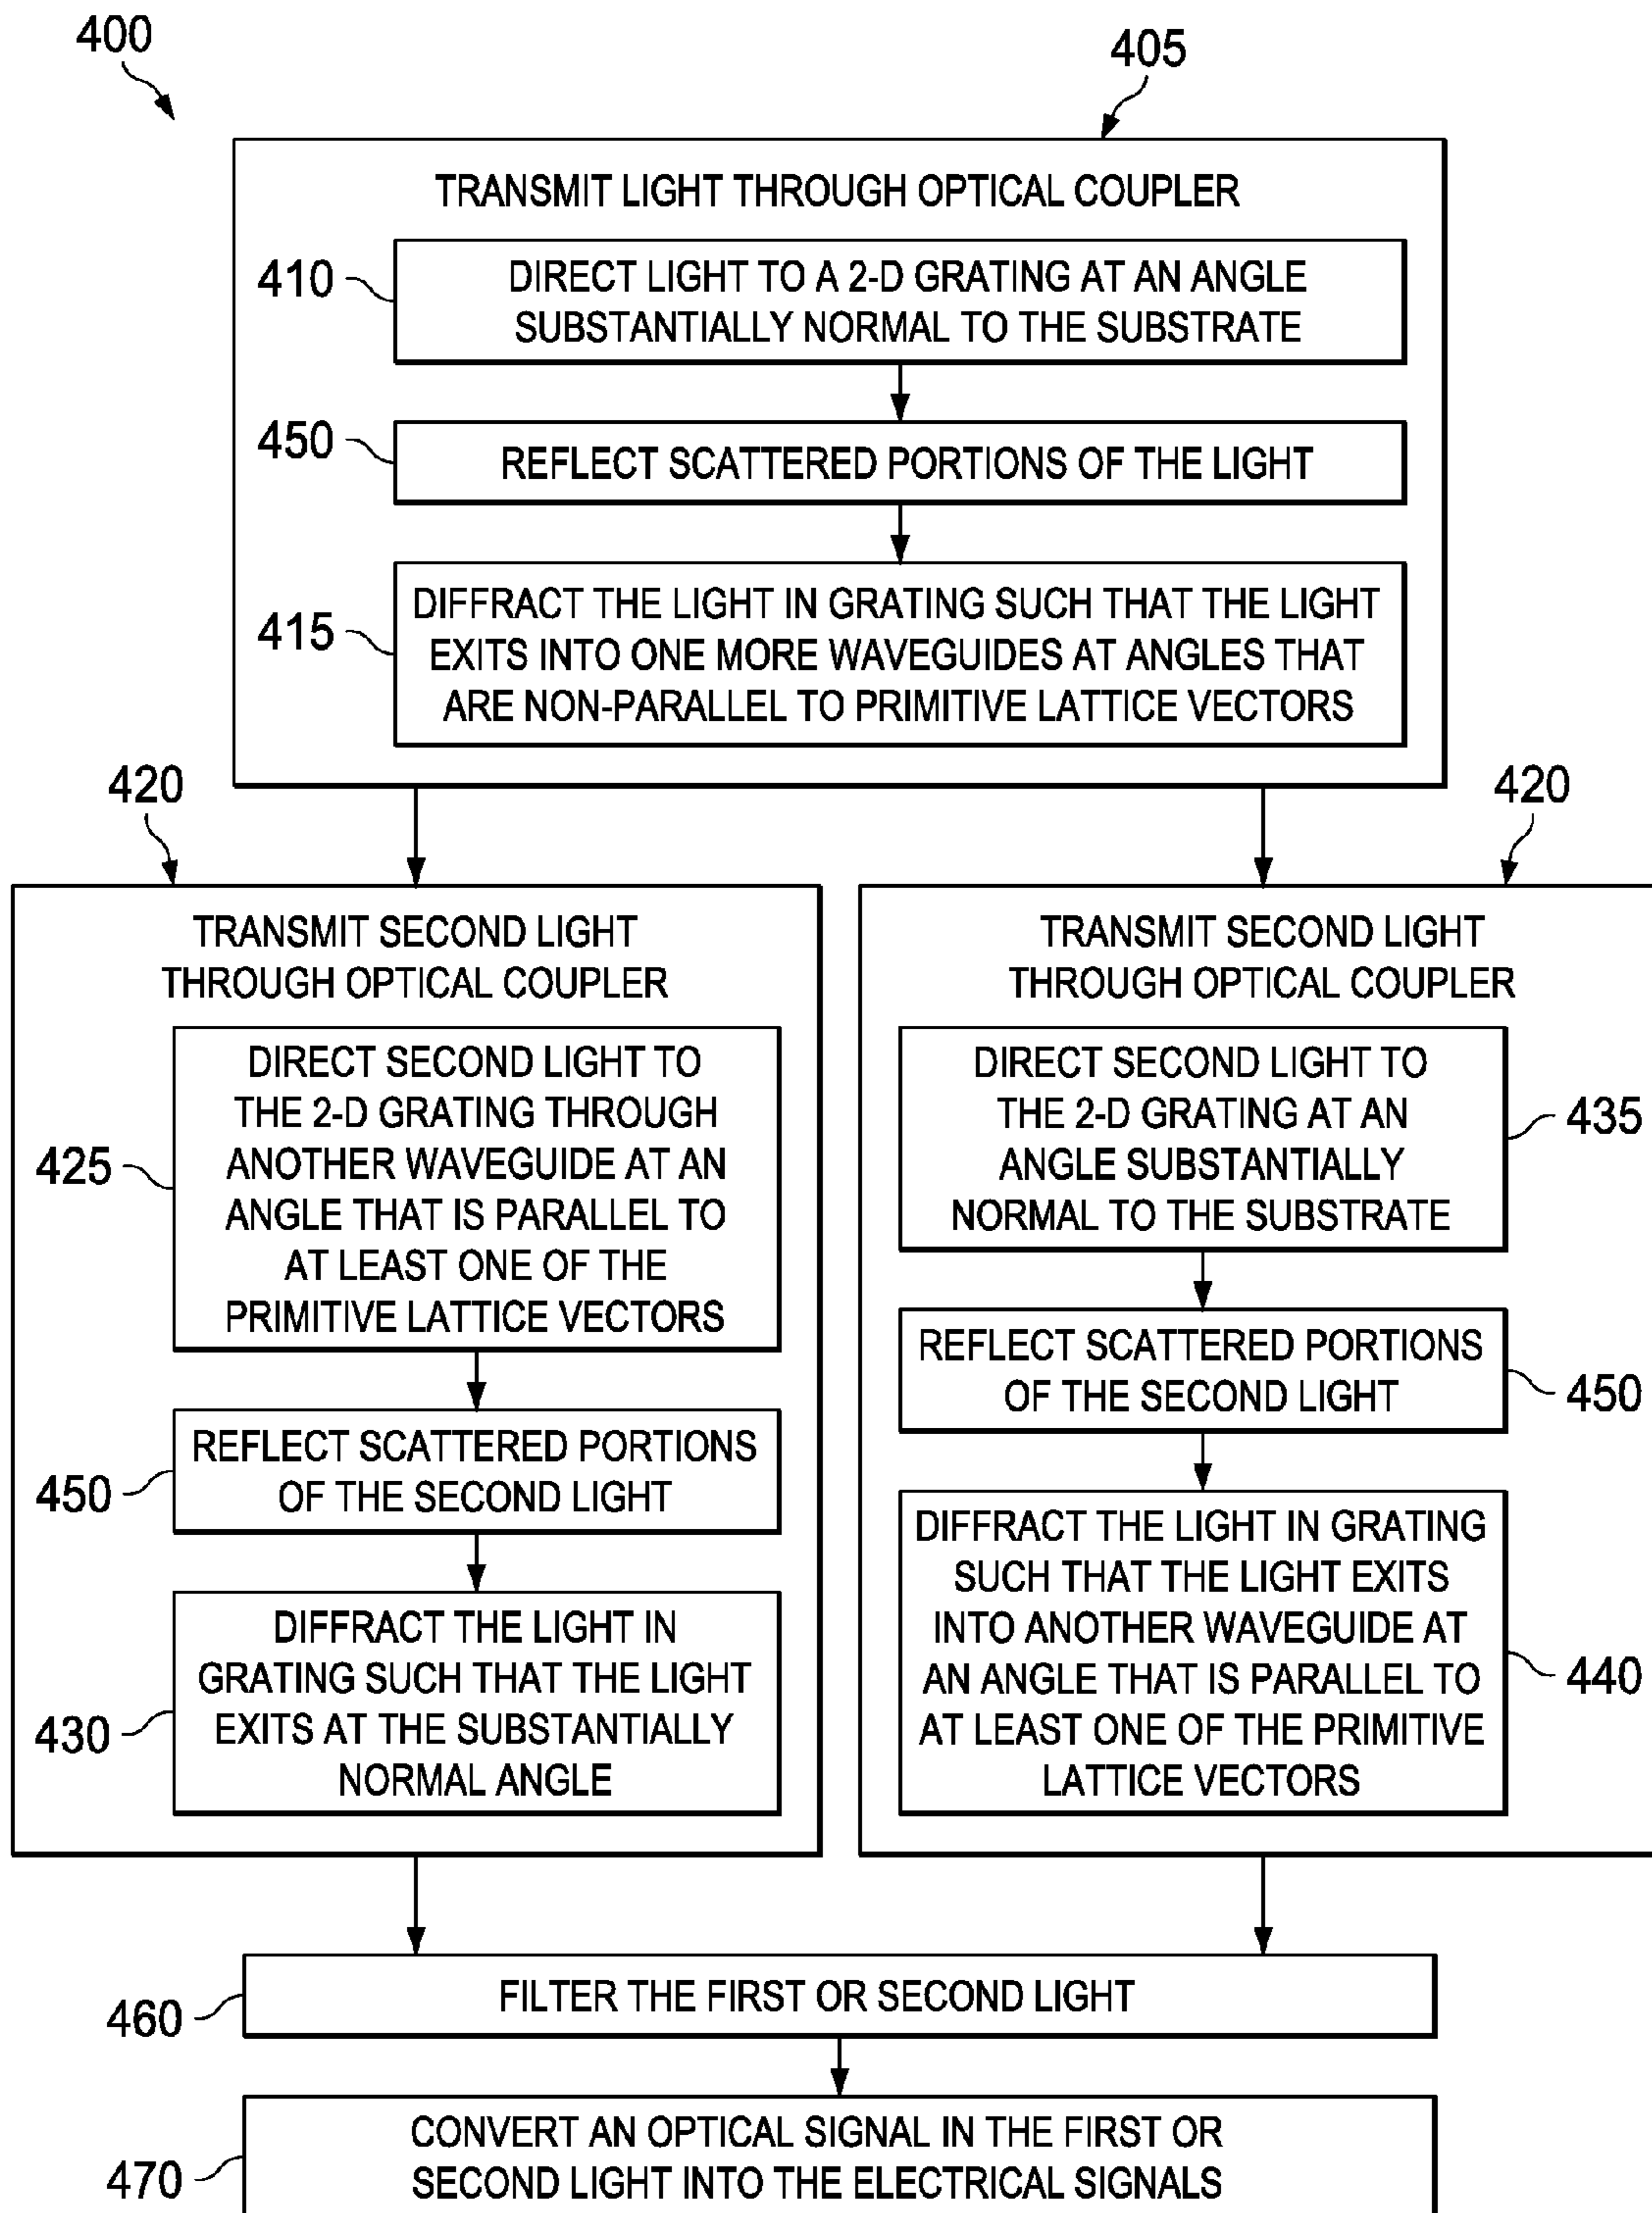 400
405
TRANSMIT LIGHT THROUGH OPTICAL COUPLER
410
DIRECT LIGHT TO A 2-D GRATING AT AN ANGLE
SUBSTANTIALLY NORMAL TO THE SUBSTRATE
450
REFLECT SCATTERED PORTIONS OF THE LIGHT
415
DIFFRACT THE LIGHT IN GRATING SUCH THAT THE LIGHT
EXITS INTO ONE MORE WAVEGUIDES AT ANGLES THAT
ARE NON-PARALLEL TO PRIMITIVE LATTICE VECTORS
420
TRANSMIT SECOND LIGHT
THROUGH OPTICAL COUPLER
425
DIRECT SECOND LIGHT TO
THE 2-D GRATING THROUGH
ANOTHER WAVEGUIDE AT AN
ANGLE THAT IS PARALLEL TO
AT LEAST ONE OF THE
PRIMITIVE LATTICE VECTORS
450
REFLECT SCATTERED PORTIONS
OF THE SECOND LIGHT
430
DIFFRACT THE LIGHT IN
GRATING SUCH THAT THE LIGHT
EXITS AT THE SUBSTANTIALLY
NORMAL ANGLE
420
TRANSMIT SECOND LIGHT
THROUGH OPTICAL COUPLER
DIRECT SECOND LIGHT TO
THE 2-D GRATING AT AN
ANGLE SUBSTANTIALLY
NORMAL TO THE SUBSTRATE
435
REFLECT SCATTERED PORTIONS
OF THE SECOND LIGHT
450
DIFFRACT THE LIGHT IN GRATING
SUCH THAT THE LIGHT EXITS
INTO ANOTHER WAVEGUIDE AT
AN ANGLE THAT IS PARALLEL TO
AT LEAST ONE OF THE PRIMITIVE
LATTICE VECTORS
440
460
FILTER THE FIRST OR SECOND LIGHT
470
CONVERT AN OPTICAL SIGNAL IN THE FIRST OR
SECOND LIGHT INTO THE ELECTRICAL SIGNALS